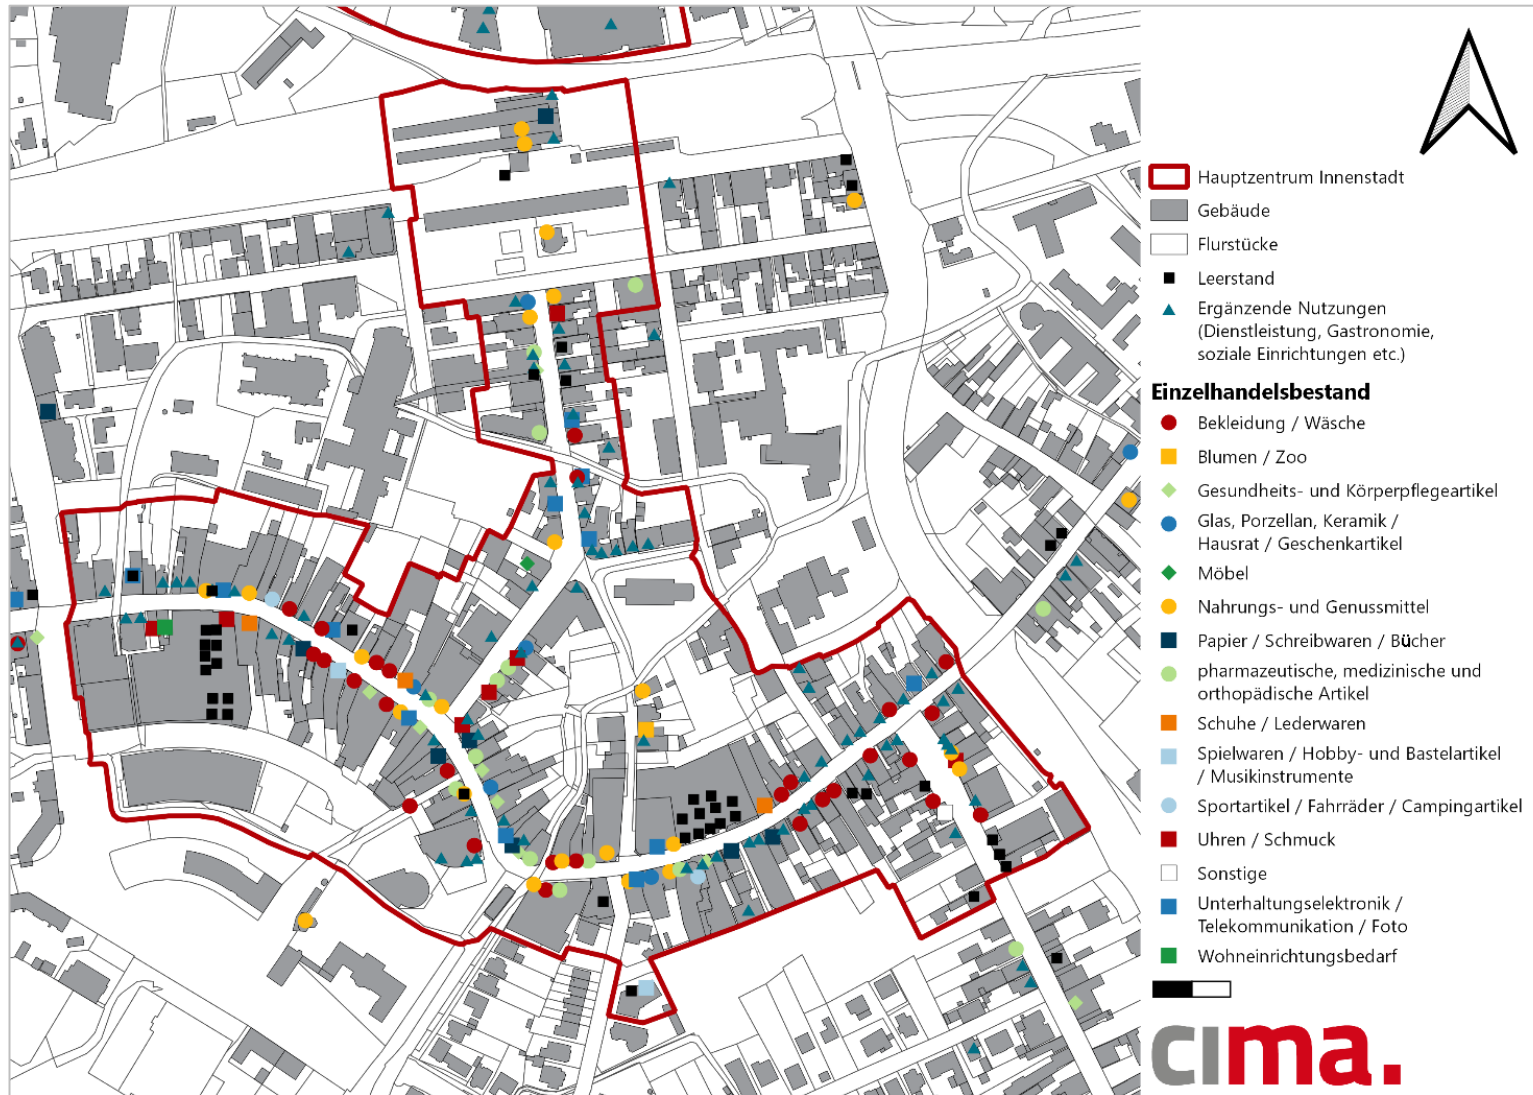 Hauptzentrum Innenstadt
Gebäude
Flurstücke
Leerstand
Ergänzende Nutzungen
(Dienstleistung, Gastronomie,
soziale Einrichtungen etc.)
Einzelhandelsbestand
Bekleidung / Wäsche
Blumen / Zoo
Gesundheits- und Körperpflegeartikel
Glas, Porzellan, Keramik /
Hausrat / Geschenkartikel
Möbel
Nahrungs- und Genussmittel
Papier / Schreibwaren / Bücher
pharmazeutische, medizinische und
orthopädische Artikel
Schuhe / Lederwaren
Spielwaren / Hobby- und Bastelartikel
/ Musikinstrumente
Sportartikel / Fahrräder / Campingartikel
Uhren / Schmuck
Sonstige
Unterhaltungselektronik /
Telekommunikation / Foto
Wohneinrichtungsbedarf
cima.